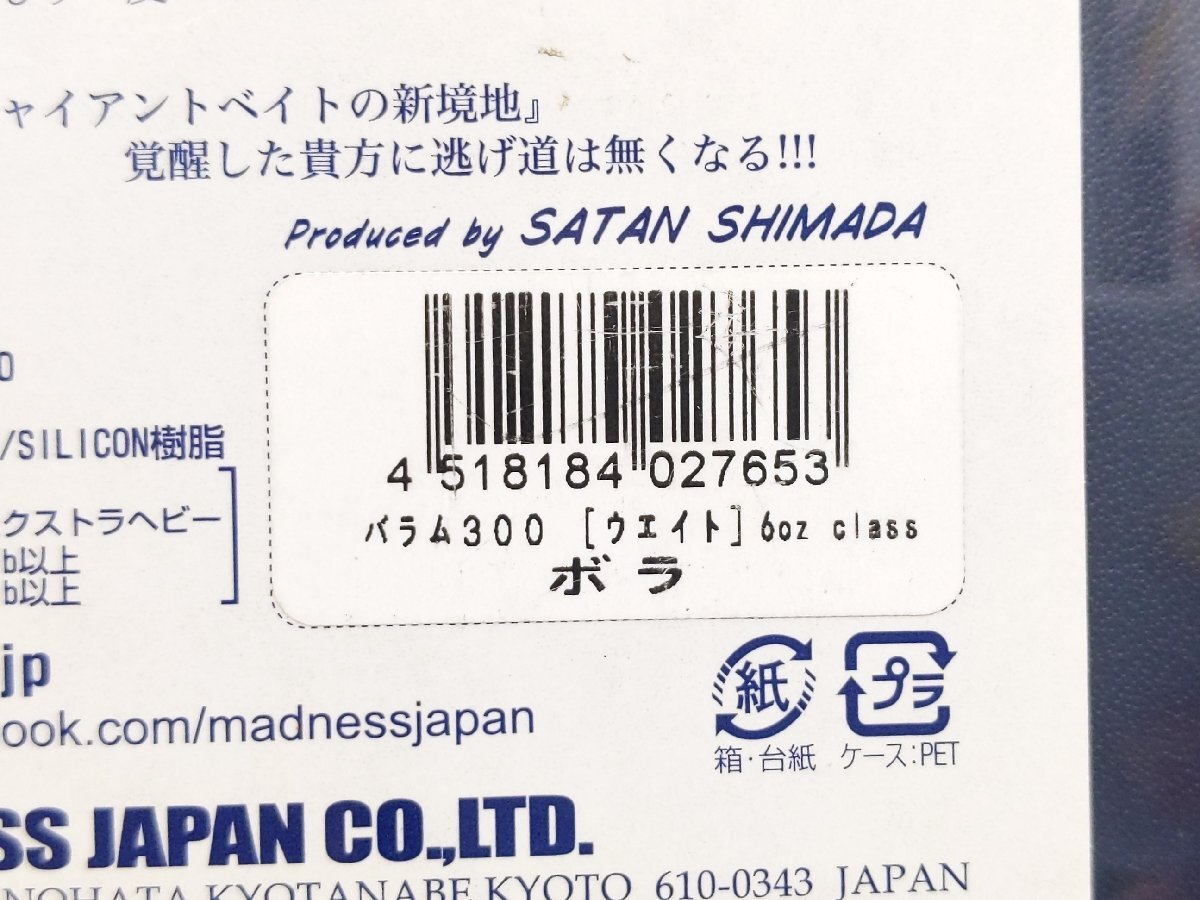 ャイアントベイトの新境地』
覚醒した貴方に逃げ道は無くなる!!!
Produced by SATAN SHIMADA
4 518184 027653
バラム300 [ウエイト]6oz class
ボラ
0
/SILICON樹脂
クストラヘビー
b以上
b以上
jp
ook.com/madnessjapan
紙
プラ
箱・台紙
ケース:PET
SS JAPAN CO.,LTD.
NOHATA KYOTANABE KYOTO 610-0343 JAPAN